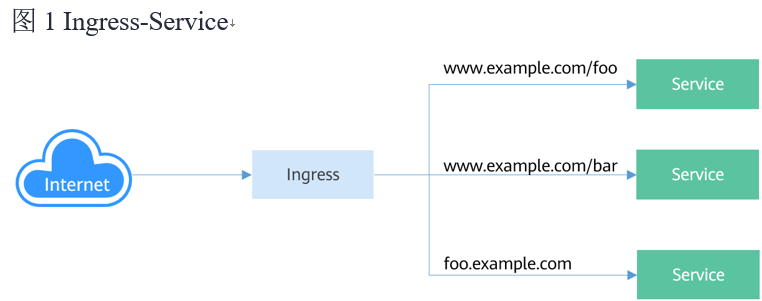 图 1 Ingress-Service↓
www.example.com/foo
Service
Internet
Ingress
www.example.com/bar
Service
foo.example.com
Service